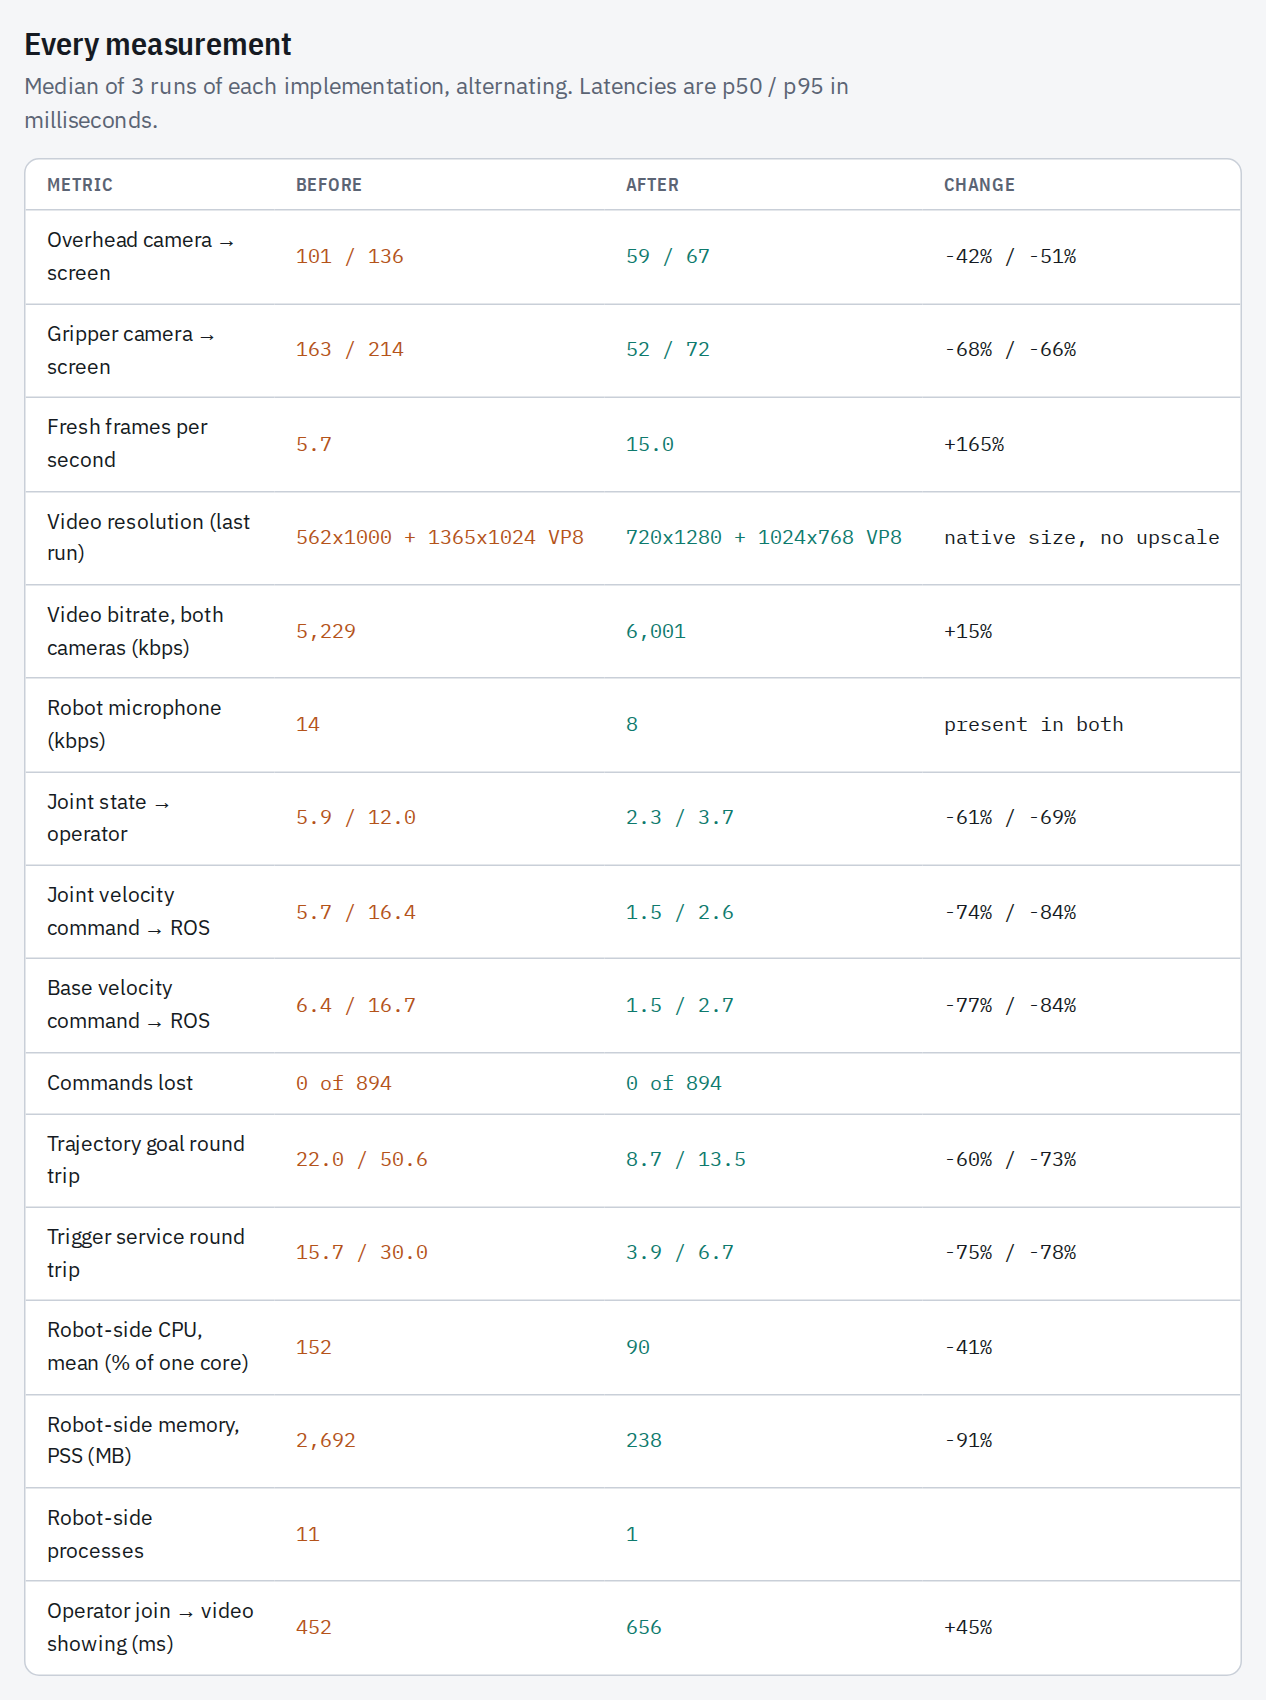 Every measurement
Median of 3 runs of each implementation, alternating. Latencies are p50 / p95 in
milliseconds.
METRIC BEFORE AFTER CHANGE
Overhead camera →
screen
101 / 136 59 / 67 -42% / -51%
Gripper camera →
screen
163 / 214 52 / 72 -68% / -66%
Fresh frames per
second
5.7 15.0 +165%
Video resolution (last
run)
562x1000 + 1365x1024 VP8 720x1280 + 1024x768 VP8 native size, no upscale
Video bitrate, both
cameras (kbps)
5,229 6,001 +15%
Robot microphone
(kbps)
14 8 present in both
Joint state →
operator
5.9 / 12.0 2.3 / 3.7 -61% / -69%
Joint velocity
command → ROS
5.7 / 16.4 1.5 / 2.6 -74% / -84%
Base velocity
command → ROS
6.4 / 16.7 1.5 / 2.7 -77% / -84%
Commands lost 0 of 894 0 of 894
Trajectory goal round
trip
22.0 / 50.6 8.7 / 13.5 -60% / -73%
Trigger service round
trip
15.7 / 30.0 3.9 / 6.7 -75% / -78%
Robot-side CPU,
mean (% of one core)
152 90 -41%
Robot-side memory,
PSS (MB)
2,692 238 -91%
Robot-side
processes
11 1
Operator join → video
showing (ms)
452 656 +45%